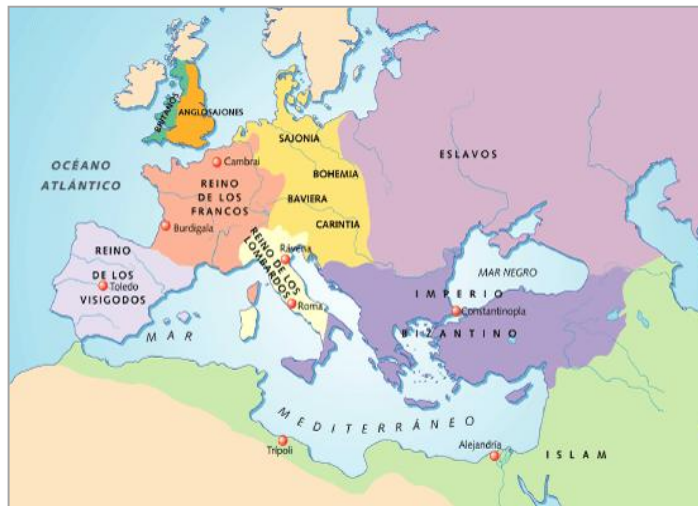 BRITANOS
ANGLOSAJONES
SAJONIA
ESLAVOS
OCÉANO
ATLÁNTICO
Cambrai
BOHEMIA
REINO
DE LOS
FRANCOS
BAVIERA
Burdigala
CARINTIA
REINO DE LOS
LOMBARDOS
Rávena
REINO
DE LOS
VISIGODOS
Toledo
MAR NEGRO
IMPERIO
BIZANTINO
Constantinopla
Roma
MAR
MEDITERRÁNEO
Trípoli
Alejandría
ISLAM